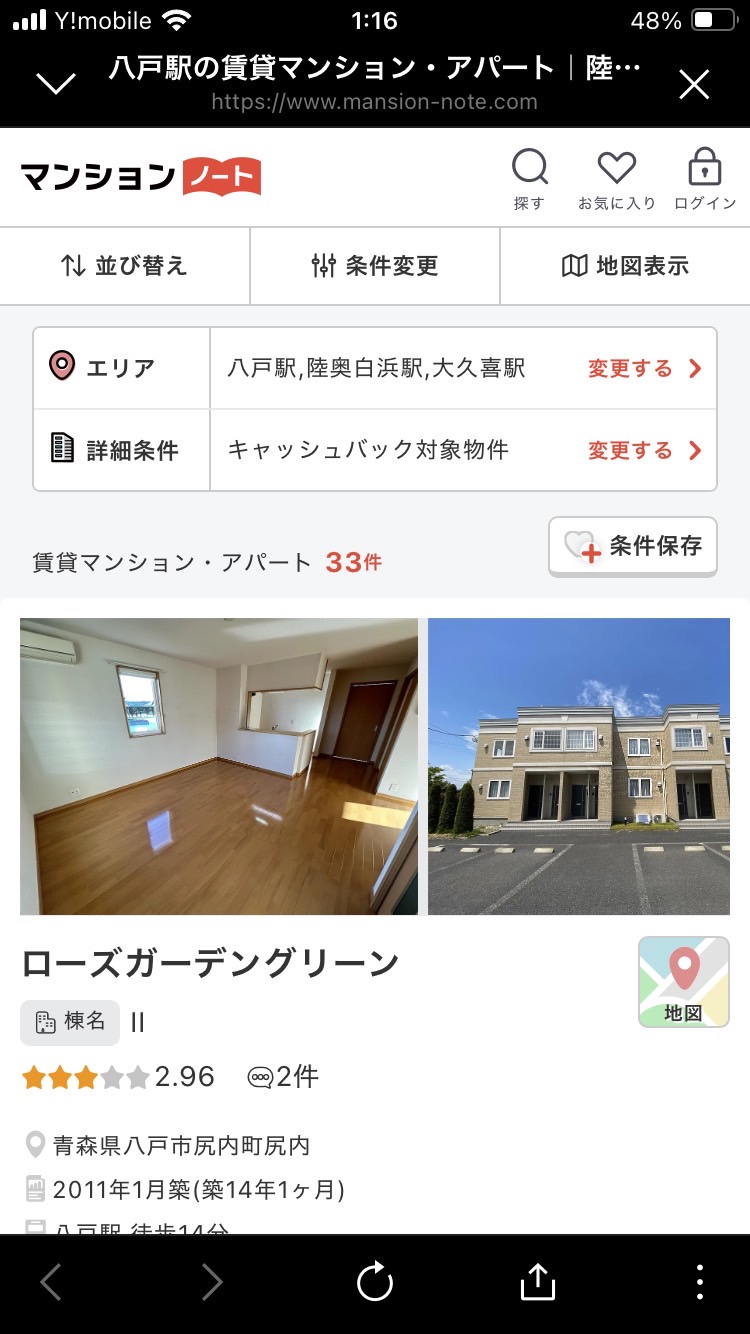 Y!mobile 1:16 48%
八戸駅の賃貸マンション・アパート｜陸…
https://www.mansion-note.com
マンションノート
探す お気に入り ログイン
並び替え 条件変更 地図表示
エリア 八戸駅,陸奥白浜駅,大久喜駅 変更する
詳細条件 キャッシュバック対象物件 変更する
賃貸マンション・アパート 33件 条件保存
ローズガーデングリーン
地図
棟名 II
2.96 2件
青森県八戸市尻内町尻内
2011年1月築(築14年1ヶ月)
八戸駅 徒歩14分